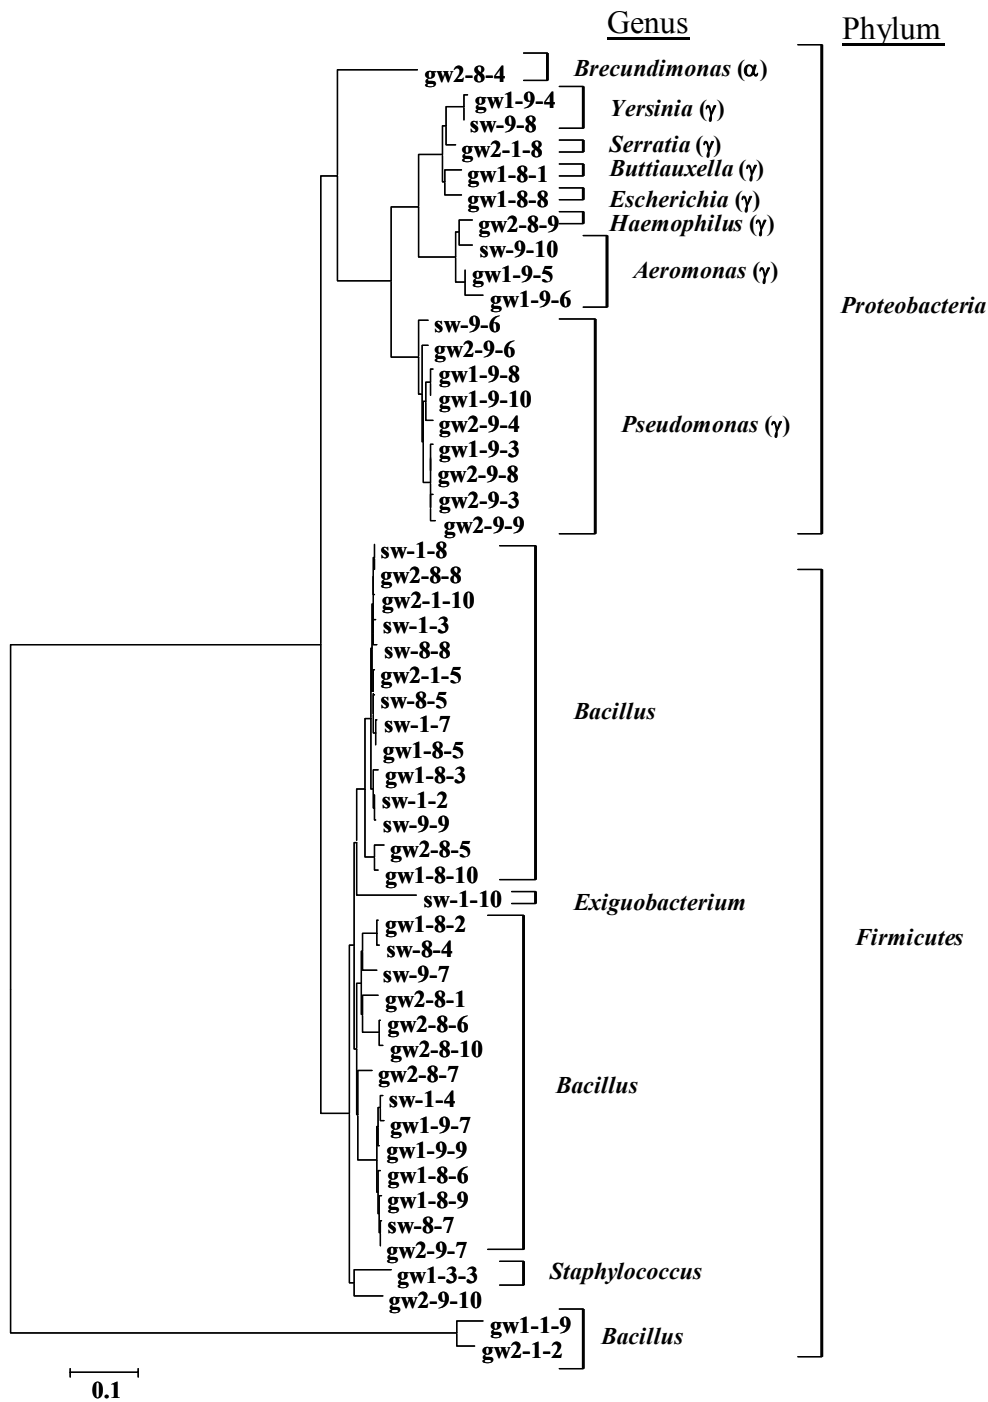 Genus
Phylum
gw2-8-4
Brecundimonas (α)
gw1-9-4
Yersinia (γ)
sw-9-8
gw2-1-8
Serratia (γ)
gw1-8-1
Buttiauxella (γ)
gw1-8-8
Escherichia (γ)
gw2-8-9
Haemophilus (γ)
sw-9-10
gw1-9-5
Aeromonas (γ)
gw1-9-6
Proteobacteria
sw-9-6
gw2-9-6
gw1-9-8
gw1-9-10
gw2-9-4
Pseudomonas (γ)
gw1-9-3
gw2-9-8
gw2-9-3
gw2-9-9
sw-1-8
gw2-8-8
gw2-1-10
sw-1-3
sw-8-8
gw2-1-5
sw-8-5
Bacillus
sw-1-7
gw1-8-5
gw1-8-3
sw-1-2
sw-9-9
gw2-8-5
gw1-8-10
sw-1-10
Exiguobacterium
gw1-8-2
Firmicutes
sw-8-4
sw-9-7
gw2-8-1
gw2-8-6
gw2-8-10
gw2-8-7
Bacillus
sw-1-4
gw1-9-7
gw1-9-9
gw1-8-6
gw1-8-9
sw-8-7
gw2-9-7
gw1-3-3
Staphylococcus
gw2-9-10
gw1-1-9
Bacillus
gw2-1-2
0.1